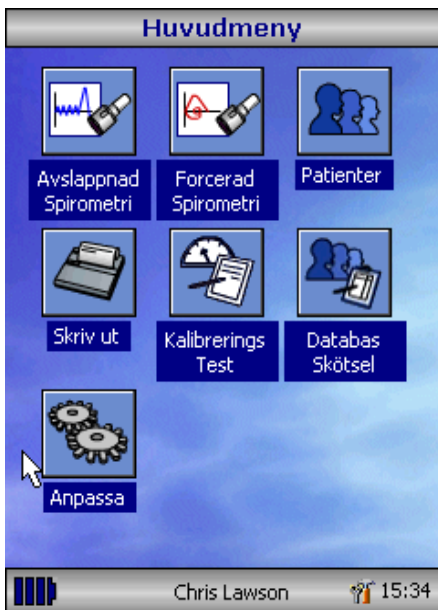 Huvudmeny
Avslappnad
Spirometri
Forcerad
Spirometri
Patienter
Skriv ut
Kalibrerings
Test
Databas
Skötsel
Anpassa
Chris Lawson
15:34